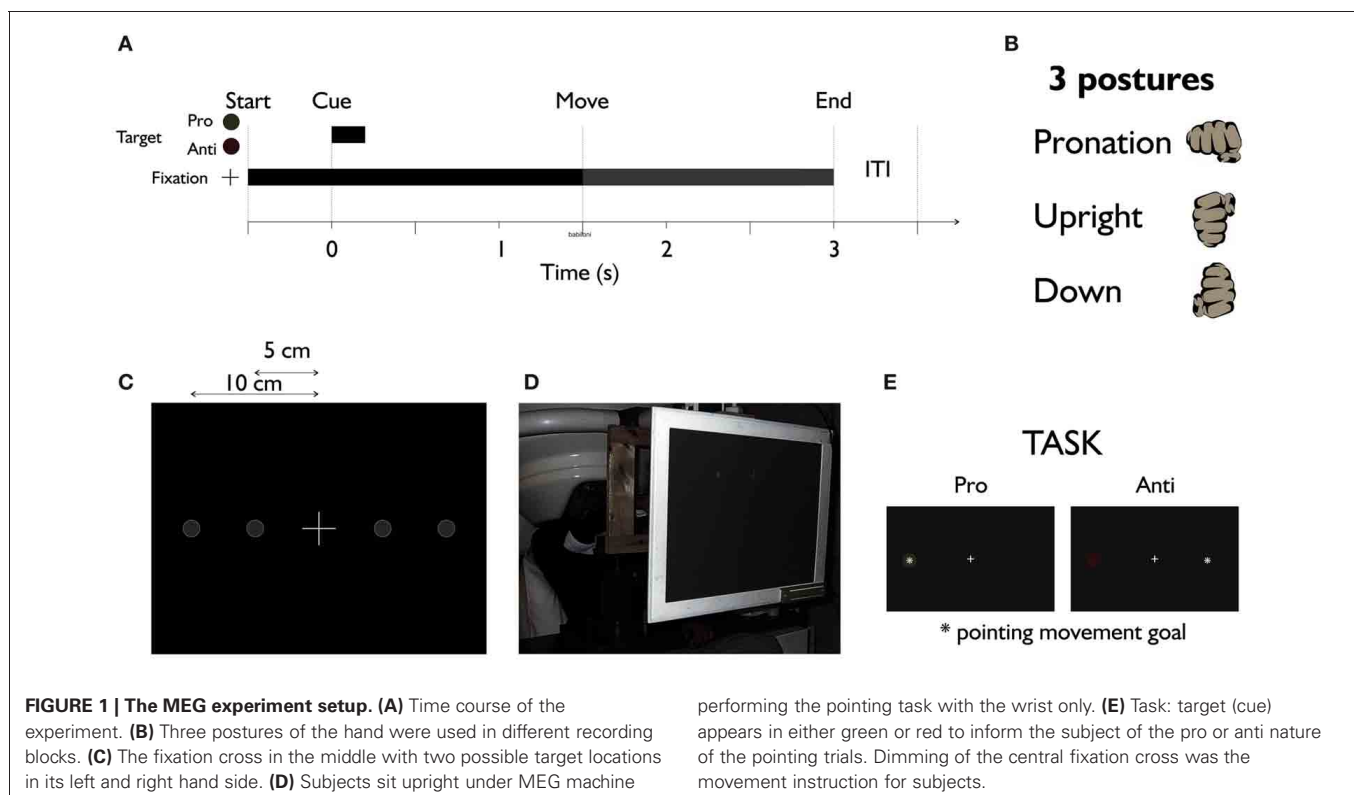 A
Start
Cue
Move
End
Pro
Target
Anti
Fixation
ITI
0
1
2
3
Time (s)
B
3 postures
Pronation
Upright
Down
5 cm
C
10 cm
D
E
TASK
Pro
Anti
* pointing movement goal
FIGURE 1 | The MEG experiment setup. (A) Time course of the
experiment. (B) Three postures of the hand were used in different recording
blocks. (C) The fixation cross in the middle with two possible target locations
in its left and right hand side. (D) Subjects sit upright under MEG machine
performing the pointing task with the wrist only. (E) Task: target (cue)
appears in either green or red to inform the subject of the pro or anti nature
of the pointing trials. Dimming of the central fixation cross was the
movement instruction for subjects.